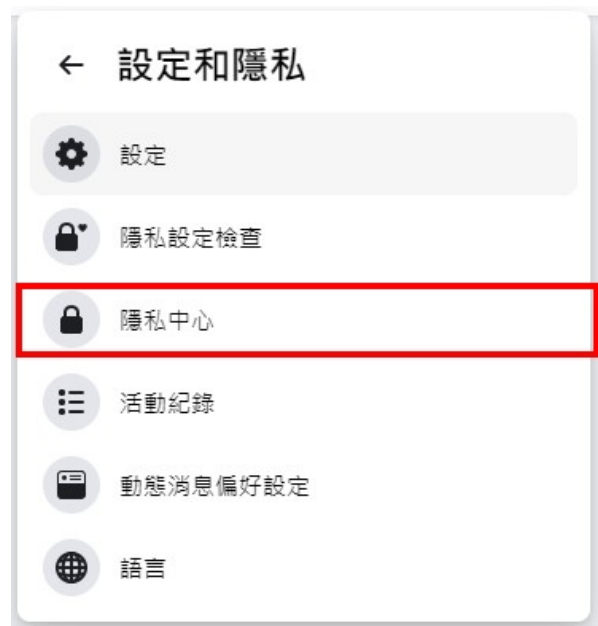 設定和隱私
設定
隱私設定檢查
隱私中心
活動紀錄
動態消息偏好設定
語言